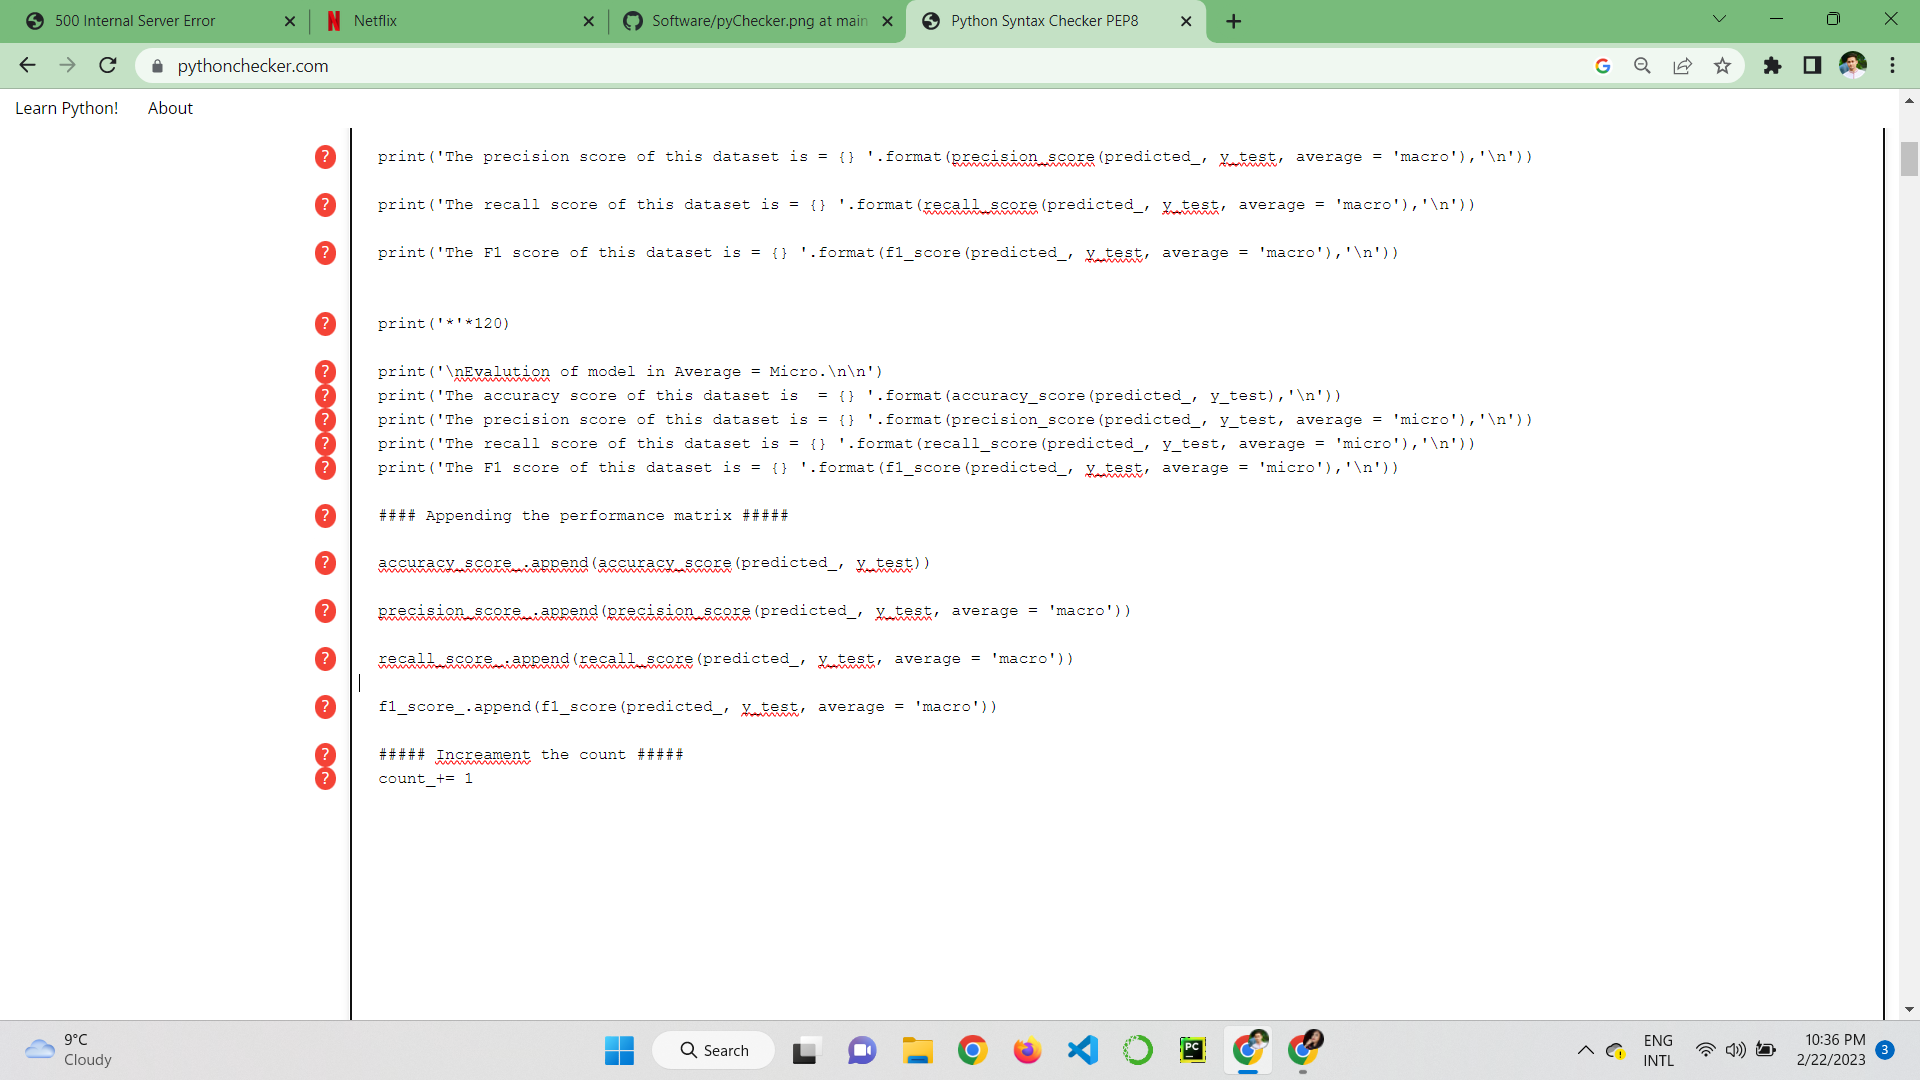 500 Internal Server Error
Netflix
Software/pyChecker.png at main
Python Syntax Checker PEP8
pythonchecker.com
Learn Python!
About
? print('The precision score of this dataset is = {} '.format(precision_score(predicted_, y_test, average = 'macro'),'\n'))
? print('The recall score of this dataset is = {} '.format(recall_score(predicted_, y_test, average = 'macro'),'\n'))
? print('The F1 score of this dataset is = {} '.format(f1_score(predicted_, y_test, average = 'macro'),'\n'))
? print('*'*120)
? print('\nEvalution of model in Average = Micro.\n\n')
? print('The accuracy score of this dataset is  = {} '.format(accuracy_score(predicted_, y_test),'\n'))
? print('The precision score of this dataset is = {} '.format(precision_score(predicted_, y_test, average = 'micro'),'\n'))
? print('The recall score of this dataset is = {} '.format(recall_score(predicted_, y_test, average = 'micro'),'\n'))
? print('The F1 score of this dataset is = {} '.format(f1_score(predicted_, y_test, average = 'micro'),'\n'))
? #### Appending the performance matrix #####
? accuracy_score_.append(accuracy_score(predicted_, y_test))
? precision_score_.append(precision_score(predicted_, y_test, average = 'macro'))
? recall_score_.append(recall_score(predicted_, y_test, average = 'macro'))
? f1_score_.append(f1_score(predicted_, y_test, average = 'macro'))
? ##### Increament the count #####
? count_+= 1
9°C
Cloudy
Search
PC
ENG
INTL
10:36 PM
2/22/2023
3